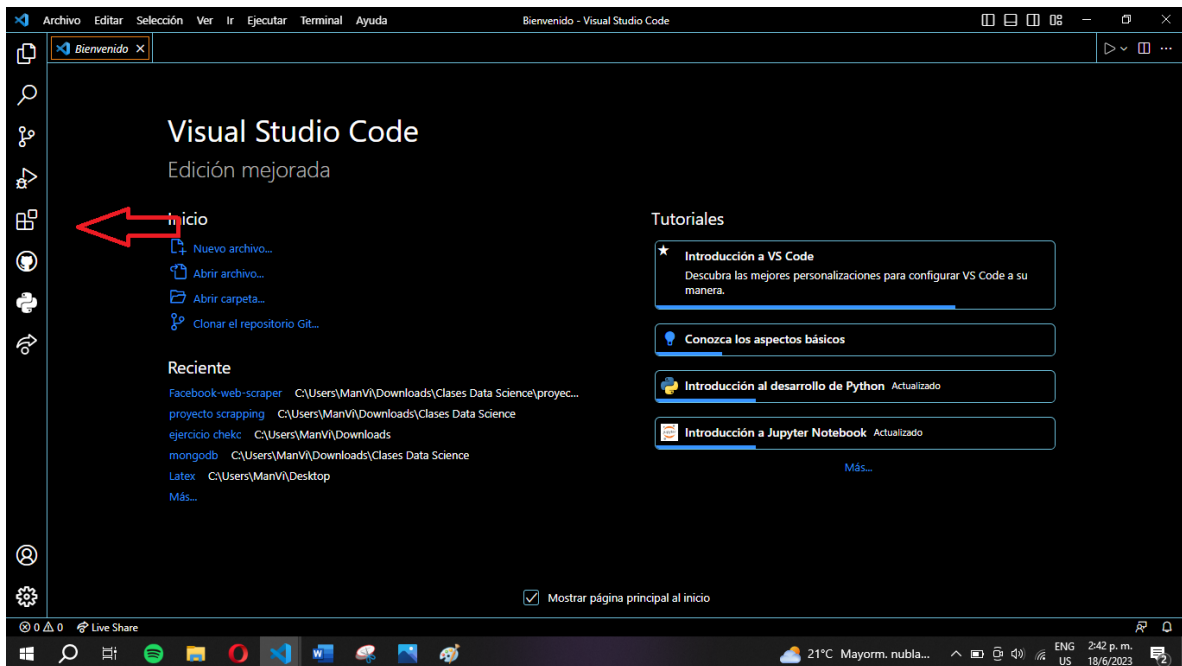 Archivo Editar Selección Ver Ir Ejecutar Terminal Ayuda
Bienvenido - Visual Studio Code
Bienvenido
Visual Studio Code
Edición mejorada
Inicio
Nuevo archivo...
Abrir archivo...
Abrir carpeta...
Clonar el repositorio Git...
Reciente
Facebook-web-scraper C:\Users\ManVi\Downloads\Clases Data Science\proyec...
proyecto scrapping C:\Users\ManVi\Downloads\Clases Data Science
ejercicio chekc C:\Users\ManVi\Downloads
mongodb C:\Users\ManVi\Downloads\Clases Data Science
Latex C:\Users\ManVi\Desktop
Más...
Tutoriales
Introducción a VS Code
Descubra las mejores personalizaciones para configurar VS Code a su
manera.
Conozca los aspectos básicos
Introducción al desarrollo de Python Actualizado
Introducción a Jupyter Notebook Actualizado
Más...
Mostrar página principal al inicio
0 0 Live Share
21°C Mayorm. nubla...
ENG
US
2:42 p. m.
18/6/2023
2